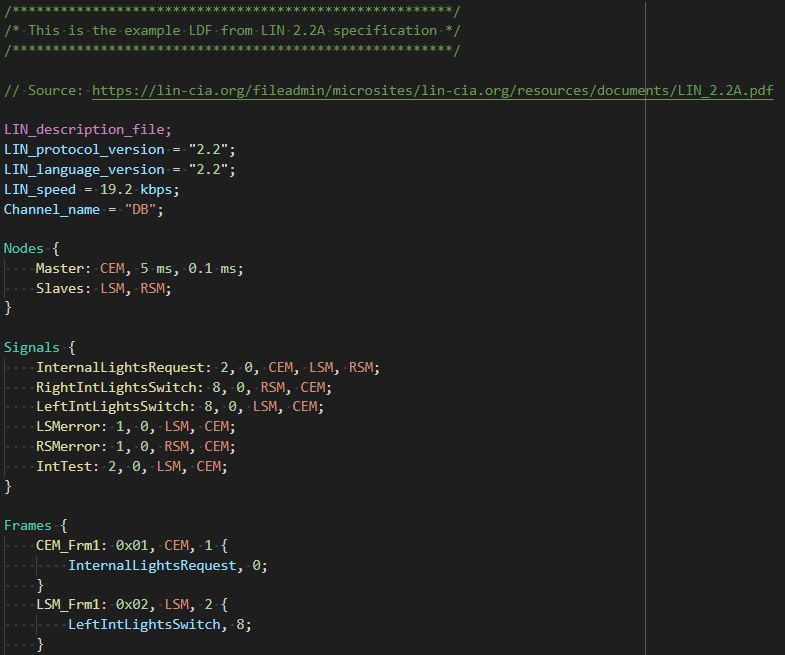 /*******************************************************/
/* This is the example LDF from LIN 2.2A specification */
/*******************************************************/
// Source: https://lin-cia.org/fileadmin/microsites/lin-cia.org/resources/documents/LIN_2.2A.pdf
LIN_description_file;
LIN_protocol_version = "2.2";
LIN_language_version = "2.2";
LIN_speed = 19.2 kbps;
Channel_name = "DB";
Nodes {
    Master: CEM, 5 ms, 0.1 ms;
    Slaves: LSM, RSM;
}
Signals {
    InternalLightsRequest: 2, 0, CEM, LSM, RSM;
    RightIntLightsSwitch: 8, 0, RSM, CEM;
    LeftIntLightsSwitch: 8, 0, LSM, CEM;
    LSMerror: 1, 0, LSM, CEM;
    RSMerror: 1, 0, RSM, CEM;
    IntTest: 2, 0, LSM, CEM;
}
Frames {
    CEM_Frm1: 0x01, CEM, 1 {
        InternalLightsRequest, 0;
    }
    LSM_Frm1: 0x02, LSM, 2 {
        LeftIntLightsSwitch, 8;
    }